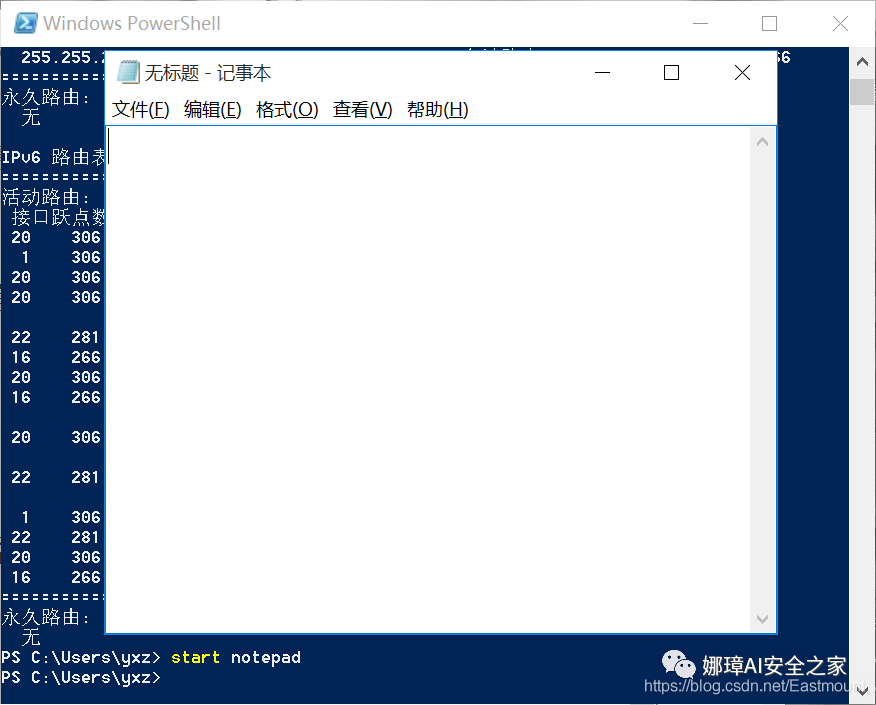 Windows PowerShell
255.255.2
66
无标题 - 记事本
文件(F) 编辑(E) 格式(O) 查看(V) 帮助(H)
===========
永久路由:
无
IPv6 路由表
===========
活动路由:
接口跃点数
20 306
1 306
20 306
20 306
22 281
16 266
20 306
16 266
20 306
22 281
1 306
22 281
20 306
16 266
===========
永久路由:
无
PS C:\Users\yxz> start notepad
PS C:\Users\yxz>
娜璋AI安全之家
https://blog.csdn.net/Eastmount